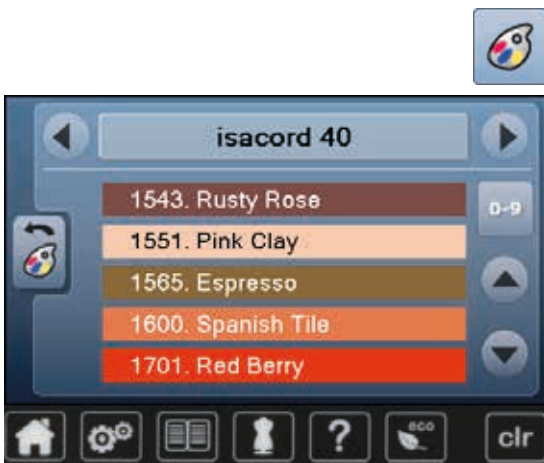 isacord 40
1543. Rusty Rose
0-9
1551. Pink Clay
1565. Espresso
1600. Spanish Tile
1701. Red Berry
?
eco
clr